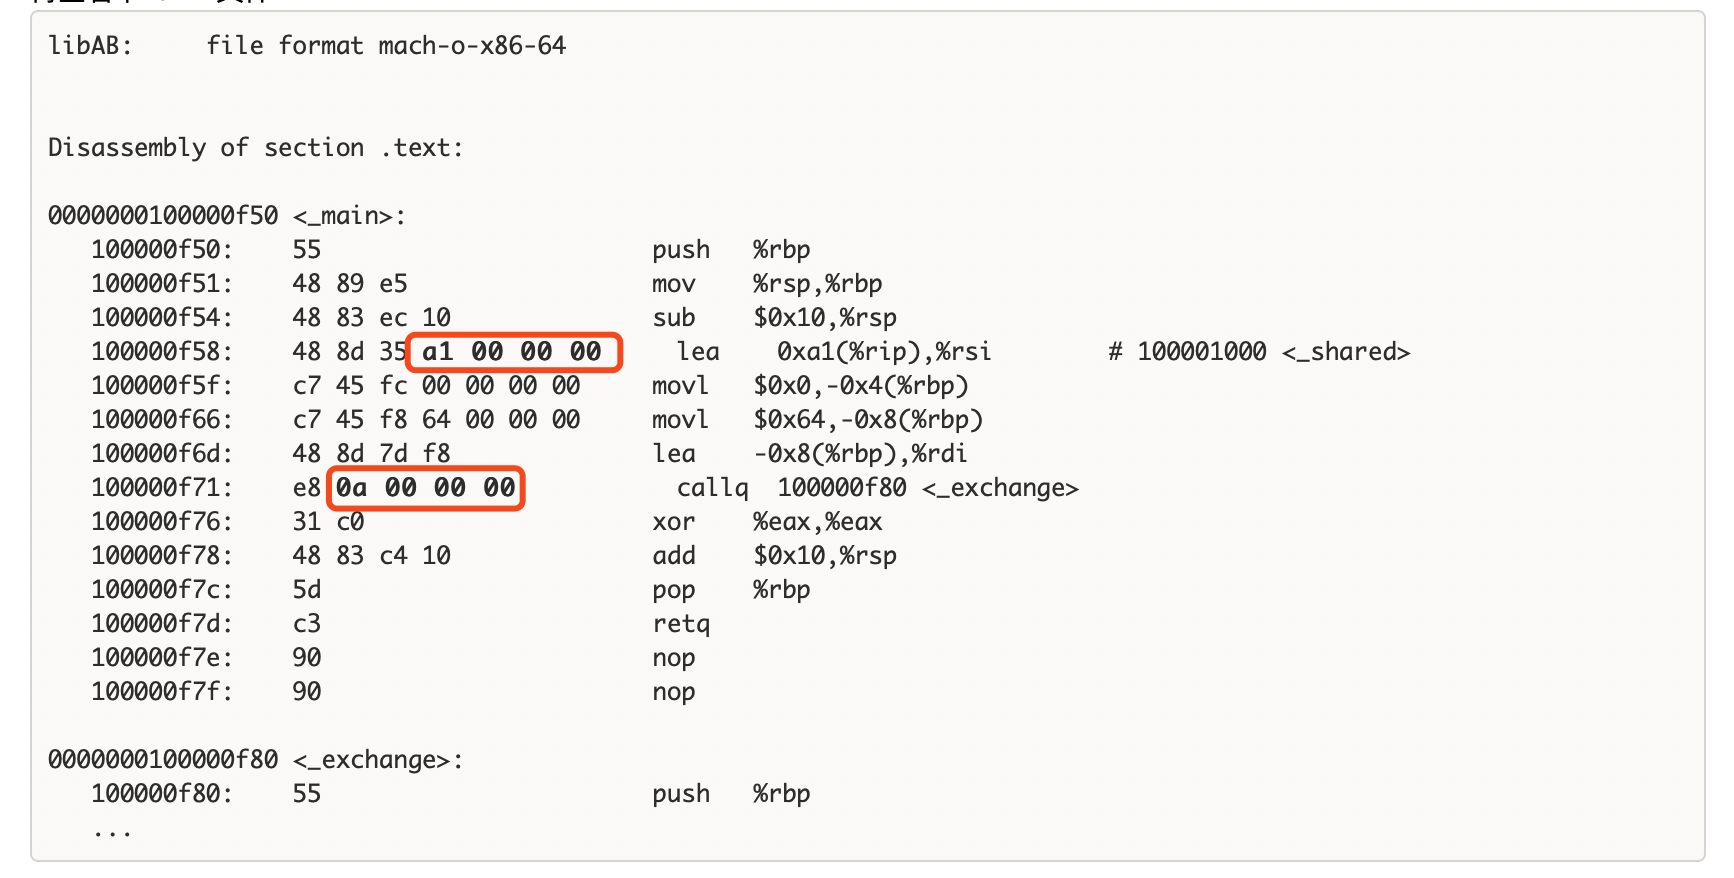 libAB:     file format mach-o-x86-64
Disassembly of section .text:
0000000100000f50 <_main>:
   100000f50:    55                       push   %rbp
   100000f51:    48 89 e5                 mov    %rsp,%rbp
   100000f54:    48 83 ec 10              sub    $0x10,%rsp
   100000f58:    48 8d 35 a1 00 00 00     lea    0xa1(%rip),%rsi        # 100001000 <_shared>
   100000f5f:    c7 45 fc 00 00 00 00     movl   $0x0,-0x4(%rbp)
   100000f66:    c7 45 f8 64 00 00 00     movl   $0x64,-0x8(%rbp)
   100000f6d:    48 8d 7d f8              lea    -0x8(%rbp),%rdi
   100000f71:    e8 0a 00 00 00           callq  100000f80 <_exchange>
   100000f76:    31 c0                    xor    %eax,%eax
   100000f78:    48 83 c4 10              add    $0x10,%rsp
   100000f7c:    5d                       pop    %rbp
   100000f7d:    c3                       retq
   100000f7e:    90                       nop
   100000f7f:    90                       nop
0000000100000f80 <_exchange>:
   100000f80:    55                       push   %rbp
   ...